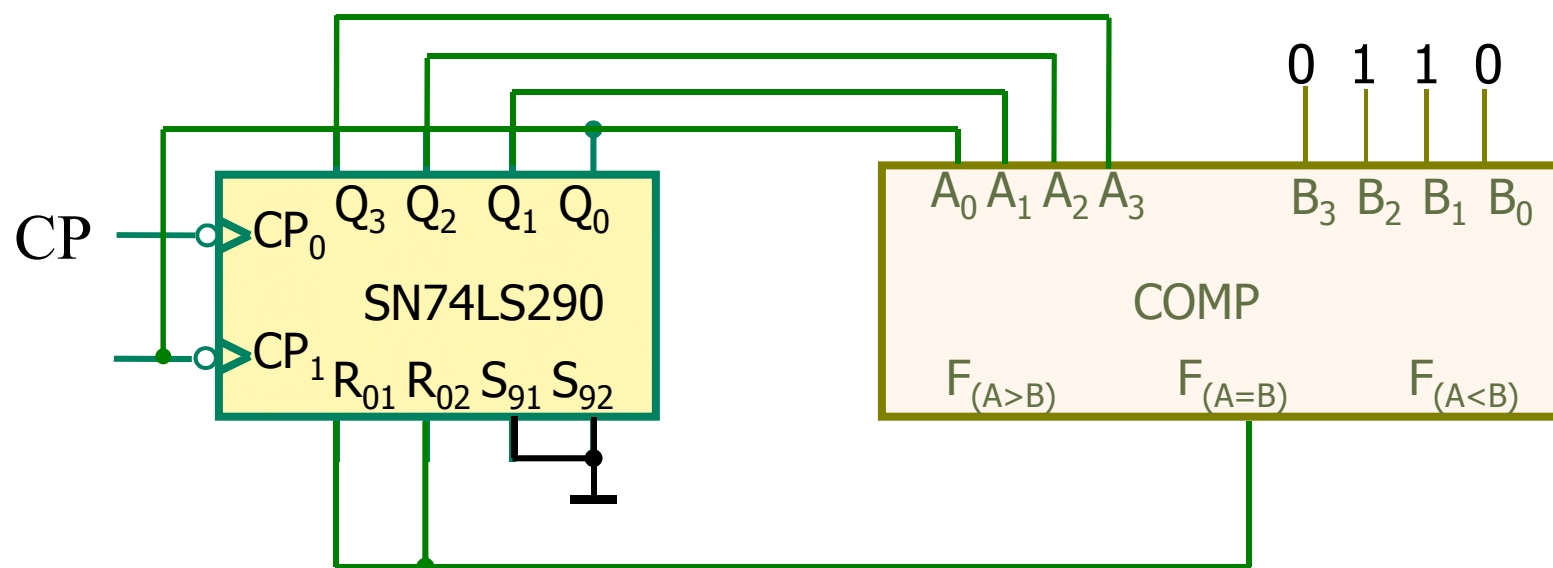 0 1 1 0
Q₃ Q₂ Q₁ Q₀
A₀ A₁ A₂ A₃ B₃ B₂ B₁ B₀
CP CP₀
SN74LS290 COMP
CP₁
R₀₁ R₀₂ S₉₁ S₉₂ F(A>B) F(A=B) F(A<B)